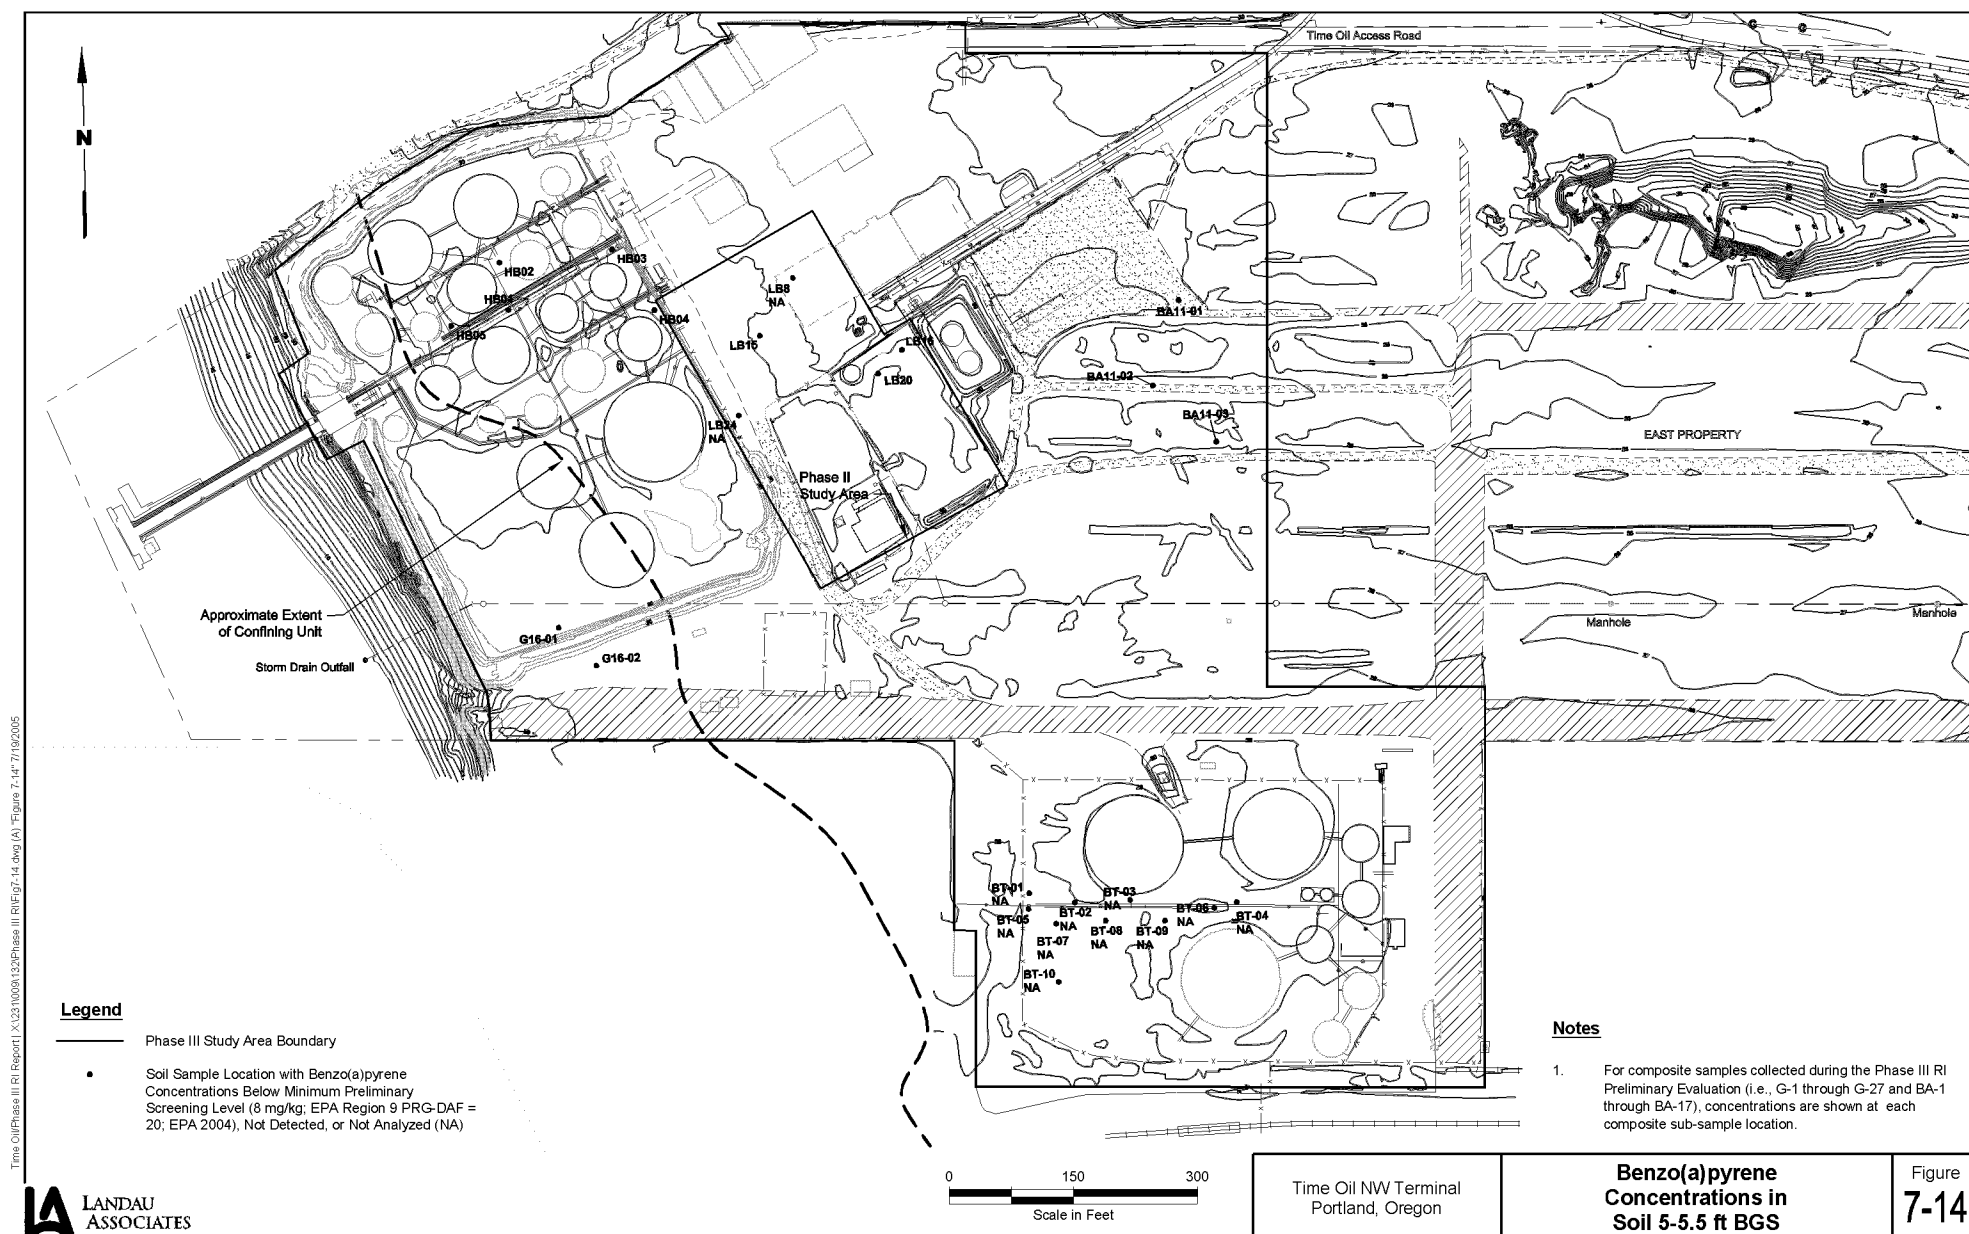 Time Oil Access Road
N
HB02
HB03
HB01
HB04
HB05
LB8
NA
LB15
LB16
LB20
LB24
NA
BA11-01
BA11-02
BA11-03
EAST PROPERTY
Phase II
Study Area
Approximate Extent
of Confining Unit
Storm Drain Outfall
G16-01
G16-02
Manhole
Manhole
BT-01
NA
BT-03
NA
BT-05
NA
BT-02
NA
BT-06
NA
BT-04
NA
BT-07
NA
BT-08
NA
BT-09
NA
BT-10
NA
Legend
Phase III Study Area Boundary
Soil Sample Location with Benzo(a)pyrene
Concentrations Below Minimum Preliminary
Screening Level (8 mg/kg; EPA Region 9 PRG-DAF =
20; EPA 2004), Not Detected, or Not Analyzed (NA)
Notes
1. For composite samples collected during the Phase III RI
Preliminary Evaluation (i.e., G-1 through G-27 and BA-1
through BA-17), concentrations are shown at each
composite sub-sample location.
0 150 300
Scale in Feet
LANDAU
ASSOCIATES
Time Oil NW Terminal
Portland, Oregon
Benzo(a)pyrene
Concentrations in
Soil 5-5.5 ft BGS
Figure
7-14